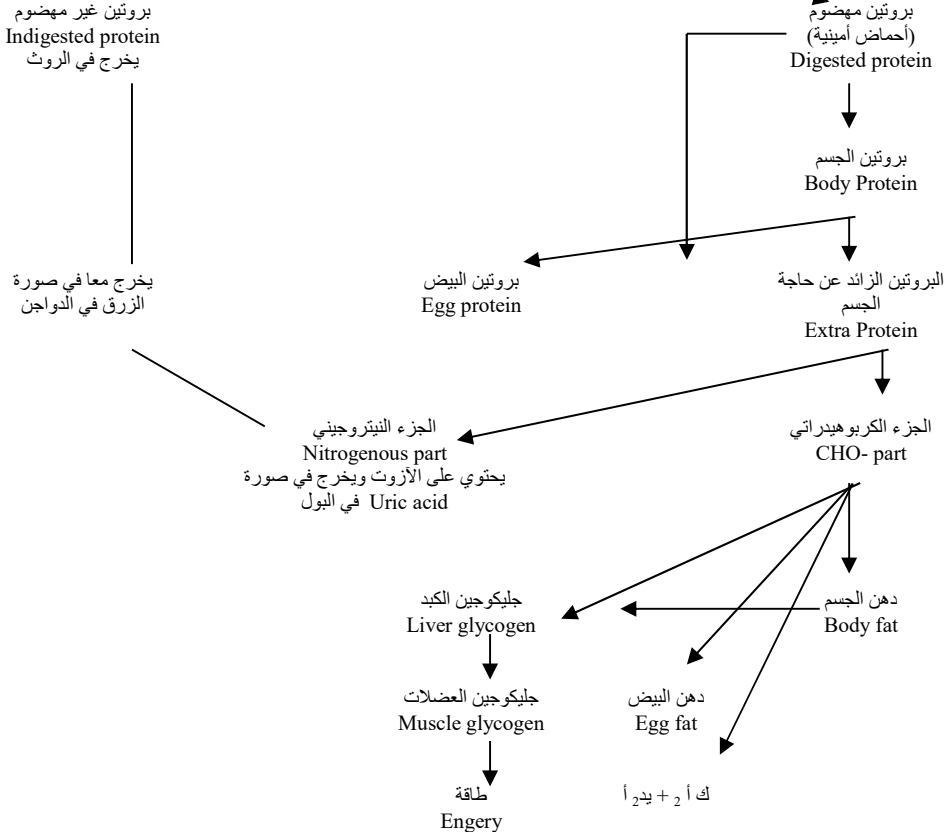 بروتين غير مهضوم
Indigested protein
يخرج في الروث
بروتين مهضوم
(أحماض أمينية)
Digested protein
بروتين الجسم
Body Protein
يخرج معا في صورة
الزرق في الدواجن
بروتين البيض
Egg protein
البروتين الزائد عن حاجة
الجسم
Extra Protein
الجزء النيتروجيني
Nitrogenous part
يحتوي على الآزوت ويخرج في صورة
Uric acid في البول
الجزء الكربوهيدراتي
CHO- part
جليكوجين الكبد
Liver glycogen
دهن الجسم
Body fat
جليكوجين العضلات
Muscle glycogen
دهن البيض
Egg fat
طاقة
Engery
ك أ 2 + يد2 أ